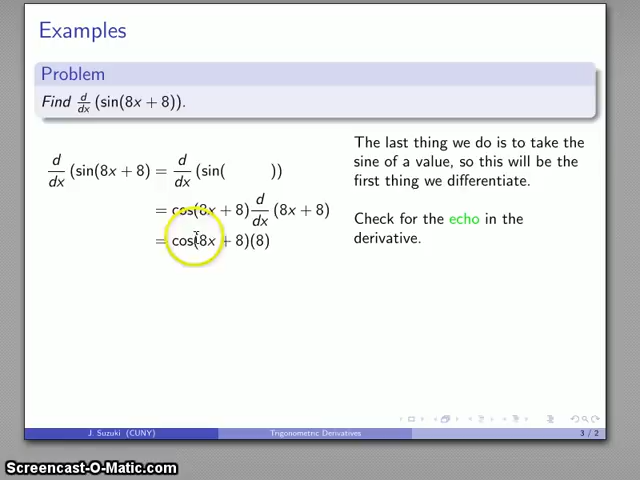 Examples
Problem
Find d/dx (sin(8x + 8)).
d/dx (sin(8x + 8) = d/dx (sin( ))
= cos(8x + 8) d/dx (8x + 8)
= cos(8x + 8)(8)
The last thing we do is to take the
sine of a value, so this will be the
first thing we differentiate.
Check for the echo in the
derivative.
J. Suzuki (CUNY)
Trigonometric Derivatives
3 / 2
Screencast-O-Matic.com